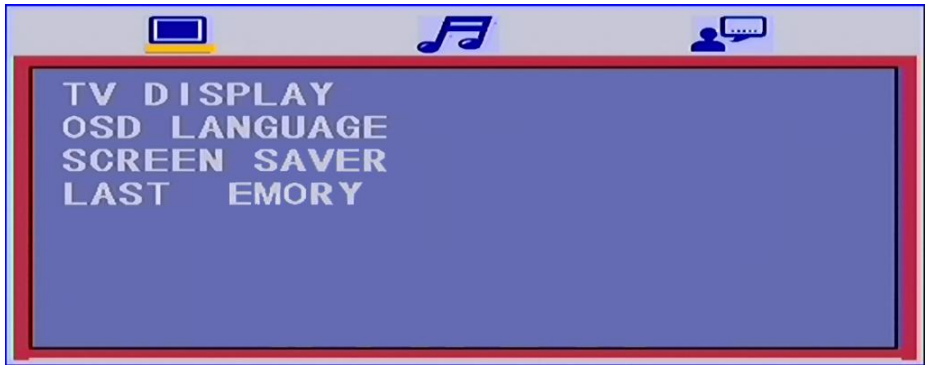 TV DISPLAY
OSD LANGUAGE
SCREEN SAVER
LAST EMORY